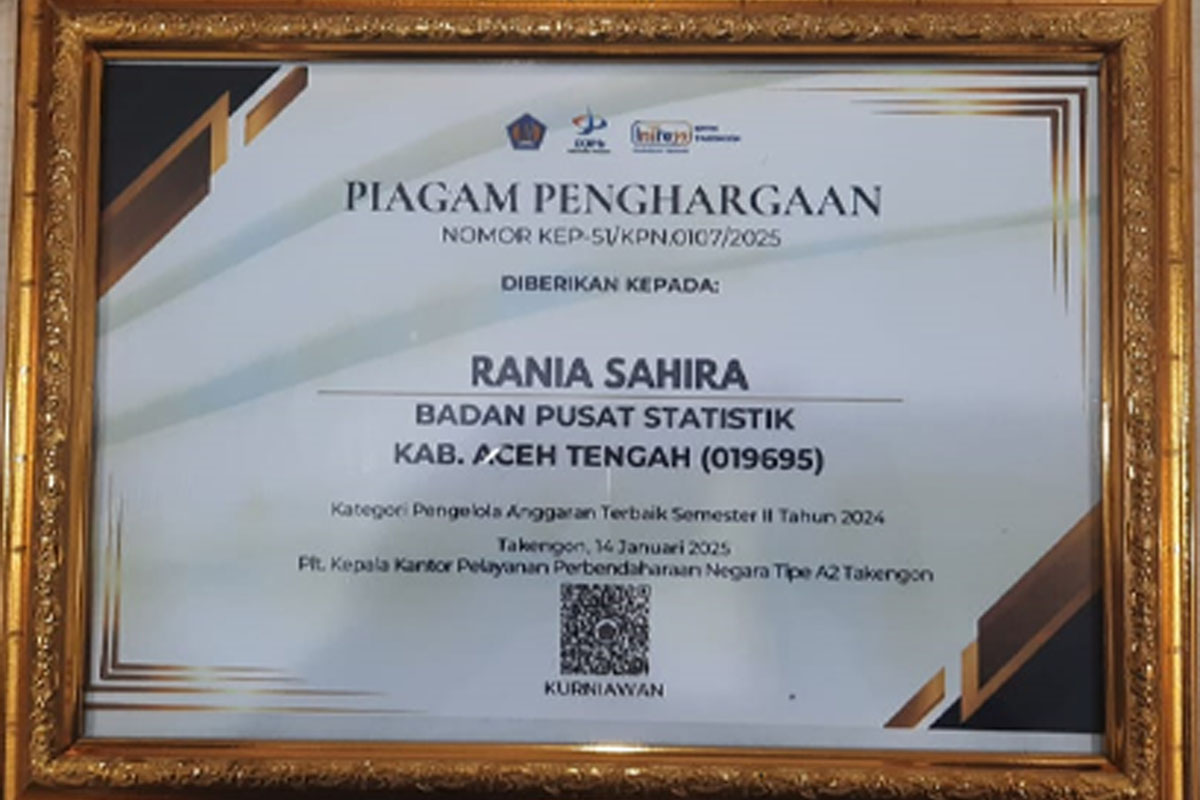 PIAGAM PENGHARGAAN
NOMOR KEP-51/KPN.0107/2025
DIBERIKAN KEPADA:
RANIA SAHIRA
BADAN PUSAT STATISTIK
KAB. ACEH TENGAH (019695)
Kategori Pengelola Anggaran Terbaik Semester II Tahun 2024
Takengon, 14 Januari 2025
Plt. Kepala Kantor Pelayanan Perbendaharaan Negara Tipe A2 Takengon
KURNIAWAN